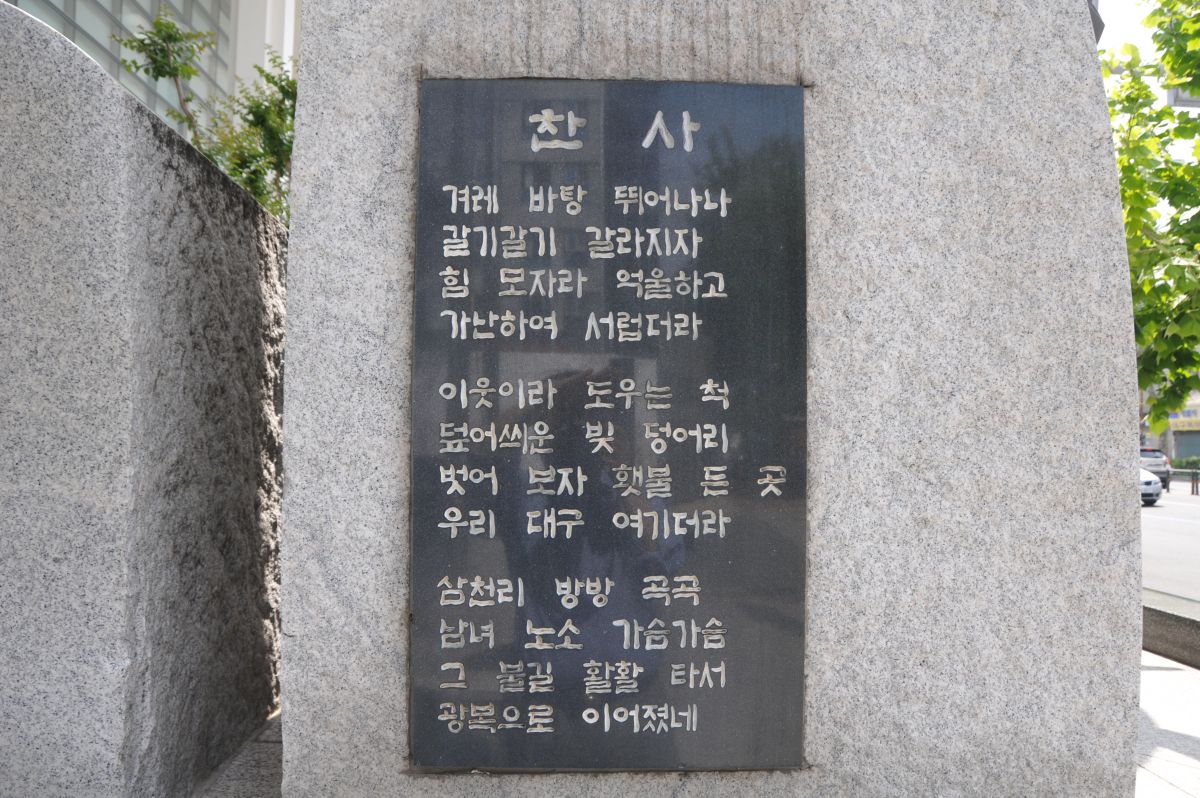 찬 사
겨레 바탕 뛰어나나
갈기갈기 갈라지자
힘 모자라 억울하고
가난하여 서럽더라
이웃이라 도우는 척
덮어씌운 빚 덩어리
벗어 보자 횃불 든 곳
우리 대구 여기더라
삼천리 방방 곡곡
남녀 노소 가슴가슴
그 불길 활활 타서
광복으로 이어졌네